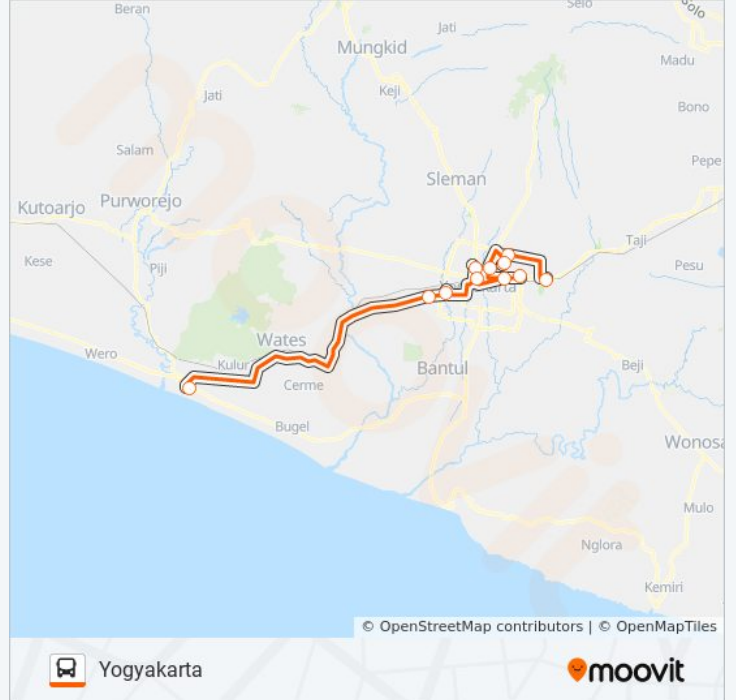 Beran
Selo
Solo
Jati
Mungkid
Madu
Keji
Jati
Bono
Salam
Pepe
Sleman
Purworejo
Kutoarjo
Taji
Kese
Piji
Pesu
Wates
Wero
Kulur
Beji
Bantul
Cerme
Bugel
Wonosa
Mulo
Nglora
Kemiri
© OpenStreetMap contributors | © OpenMapTiles
Yogyakarta
moovit